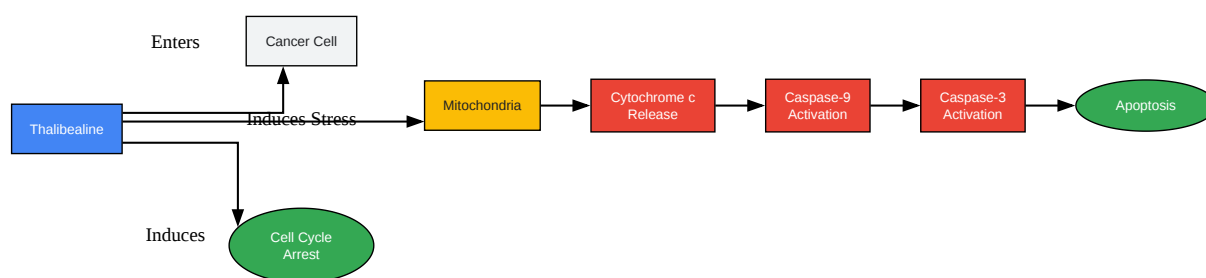 Enters
Cancer Cell
Thalibealine
Induces Stress
Mitochondria
Cytochrome c
Release
Caspase-9
Activation
Caspase-3
Activation
Apoptosis
Induces
Cell Cycle
Arrest